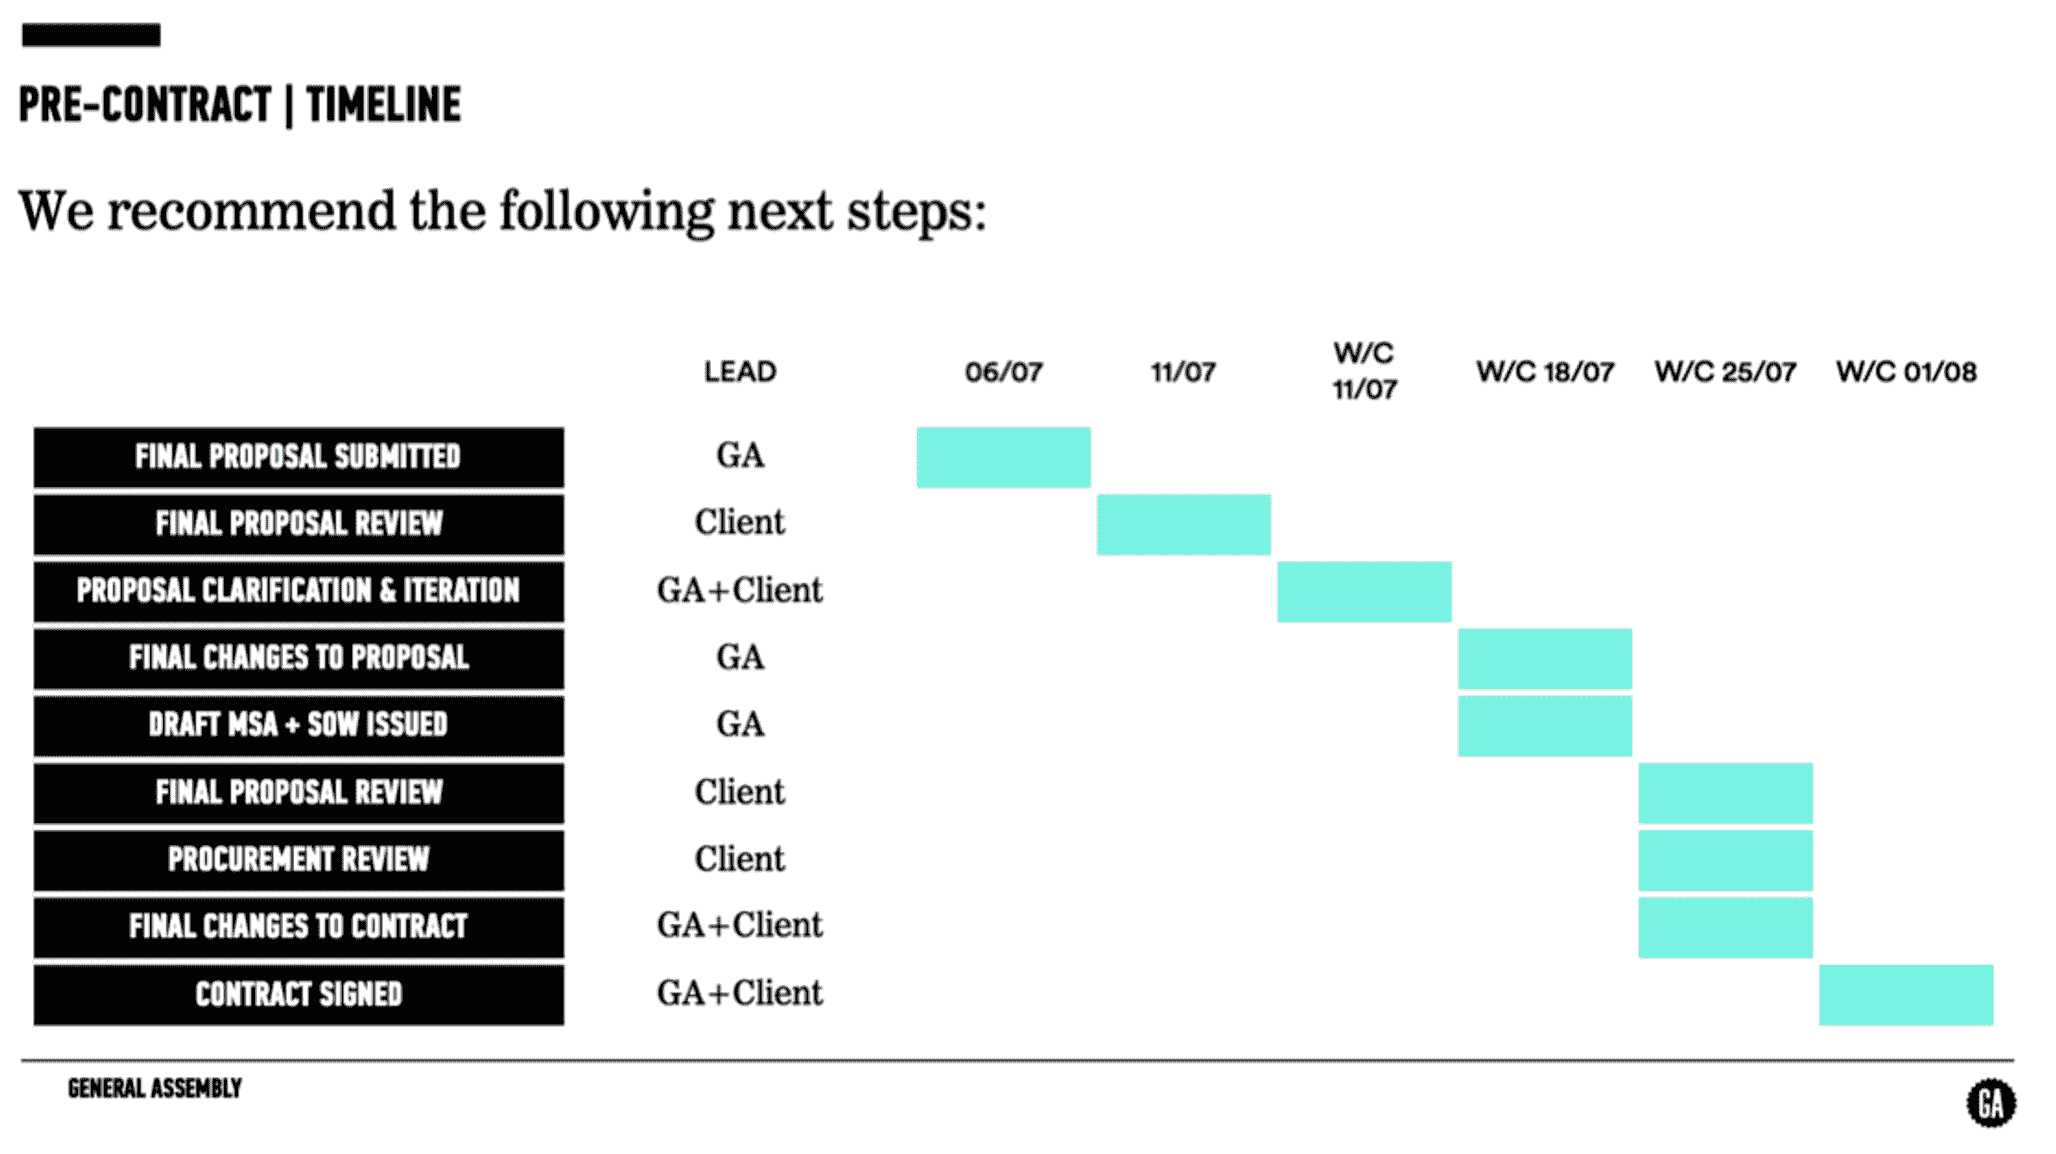 PRE-CONTRACT | TIMELINE
We recommend the following next steps:
LEAD 06/07 11/07 W/C 11/07 W/C 18/07 W/C 25/07 W/C 01/08
FINAL PROPOSAL SUBMITTED GA
FINAL PROPOSAL REVIEW Client
PROPOSAL CLARIFICATION & ITERATION GA+Client
FINAL CHANGES TO PROPOSAL GA
DRAFT MSA + SOW ISSUED GA
FINAL PROPOSAL REVIEW Client
PROCUREMENT REVIEW Client
FINAL CHANGES TO CONTRACT GA+Client
CONTRACT SIGNED GA+Client
GENERAL ASSEMBLY
GA